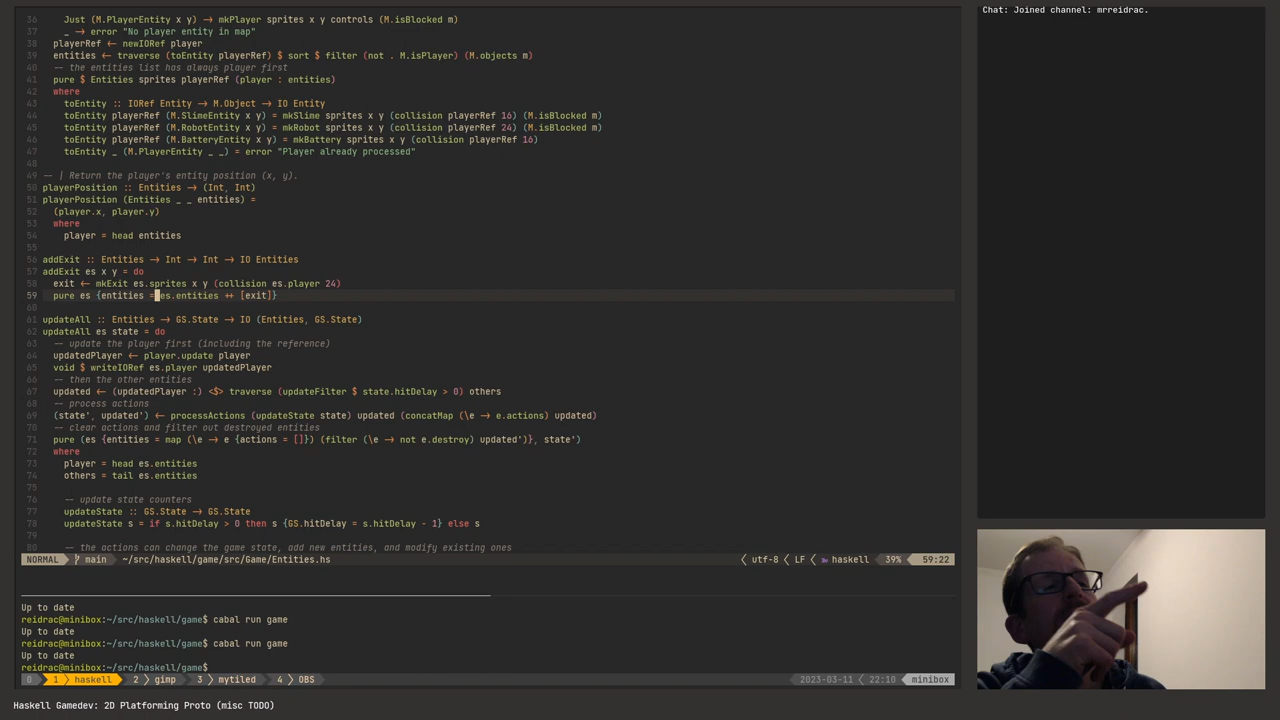 Chat: Joined channel: mrreidrac.
36     Just (M.PlayerEntity x y) → mkPlayer sprites x y controls (M.isBlocked m)
37     _ → error "No player entity in map"
38   playerRef ← newIORef player
39   entities ← traverse (toEntity playerRef) $ sort $ filter (not . M.isPlayer) (M.objects m)
40   -- the entities list has always player first
41   pure $ Entities sprites playerRef (player : entities)
42   where
43     toEntity :: IORef Entity → M.Object → IO Entity
44     toEntity playerRef (M.SlimeEntity x y) = mkSlime sprites x y (collision playerRef 16) (M.isBlocked m)
45     toEntity playerRef (M.RobotEntity x y) = mkRobot sprites x y (collision playerRef 24) (M.isBlocked m)
46     toEntity playerRef (M.BatteryEntity x y) = mkBattery sprites x y (collision playerRef 16)
47     toEntity _ (M.PlayerEntity _ _) = error "Player already processed"
48
49 -- | Return the player's entity position (x, y).
50 playerPosition :: Entities → (Int, Int)
51 playerPosition (Entities _ _ entities) =
52   (player.x, player.y)
53   where
54     player = head entities
55
56 addExit :: Entities → Int → Int → IO Entities
57 addExit es x y = do
58   exit ← mkExit es.sprites x y (collision es.player 24)
59   pure es {entities = es.entities ++ [exit]}
60
61 updateAll :: Entities → GS.State → IO (Entities, GS.State)
62 updateAll es state = do
63   -- update the player first (including the reference)
64   updatedPlayer ← player.update player
65   void $ writeIORef es.player updatedPlayer
66   -- then the other entities
67   updated ← (updatedPlayer :) <$> traverse (updateFilter $ state.hitDelay > 0) others
68   -- process actions
69   (state', updated') ← processActions (updateState state) updated (concatMap (\e → e.actions) updated)
70   -- clear actions and filter out destroyed entities
71   pure (es {entities = map (\e → e {actions = []}) (filter (\e → not e.destroy) updated')}, state')
72   where
73     player = head es.entities
74     others = tail es.entities
75
76     -- update state counters
77     updateState :: GS.State → GS.State
78     updateState s = if s.hitDelay > 0 then s {GS.hitDelay = s.hitDelay - 1} else s
79
80     -- the actions can change the game state, add new entities, and modify existing ones
NORMAL main ~/src/haskell/game/src/Game/Entities.hs utf-8 LF haskell 39% 59:22
Up to date
reidrac@minibox:~/src/haskell/game$ cabal run game
Up to date
reidrac@minibox:~/src/haskell/game$ cabal run game
Up to date
reidrac@minibox:~/src/haskell/game$
0 1 haskell 2 gimp 3 mytiled 4 OBS 2023-03-11 22:10 minibox
Haskell Gamedev: 2D Platforming Proto (misc TODO)